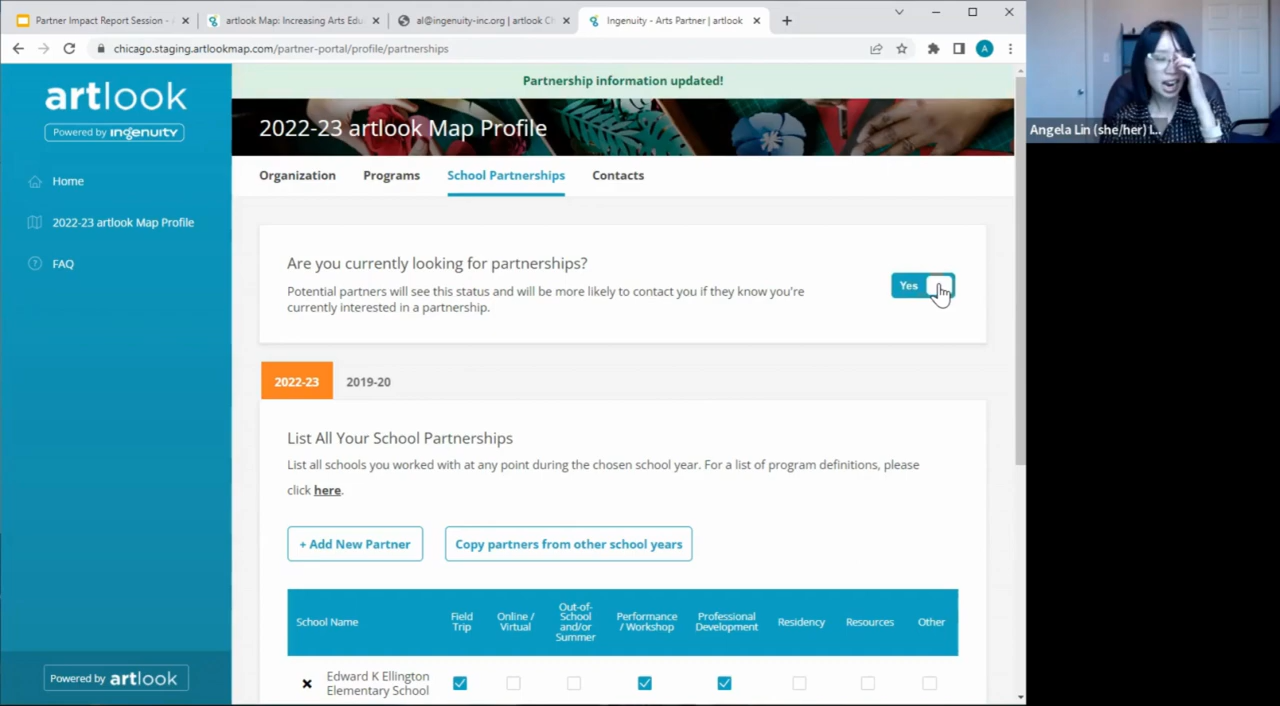 Partner Impact Report Session -
artlook Map: Increasing Arts Edu
al@ingenuity-inc.org | artlook Ch
Ingenuity - Arts Partner | artlook
chicago.staging.artlookmap.com/partner-portal/profile/partnerships
A
Angela Lin (she/her) I...
artlook
Powered by ingenuity
Home
2022-23 artlook Map Profile
FAQ
Powered by artlook
Partnership information updated!
2022-23 artlook Map Profile
Organization
Programs
School Partnerships
Contacts
Are you currently looking for partnerships?
Potential partners will see this status and will be more likely to contact you if they know you're
currently interested in a partnership.
Yes
2022-23
2019-20
List All Your School Partnerships
List all schools you worked with at any point during the chosen school year. For a list of program definitions, please
click here.
+ Add New Partner
Copy partners from other school years
School Name
Field
Trip
Online /
Virtual
Out-of-
School
and/or
Summer
Performance
/ Workshop
Professional
Development
Residency
Resources
Other
Edward K Ellington
Elementary School